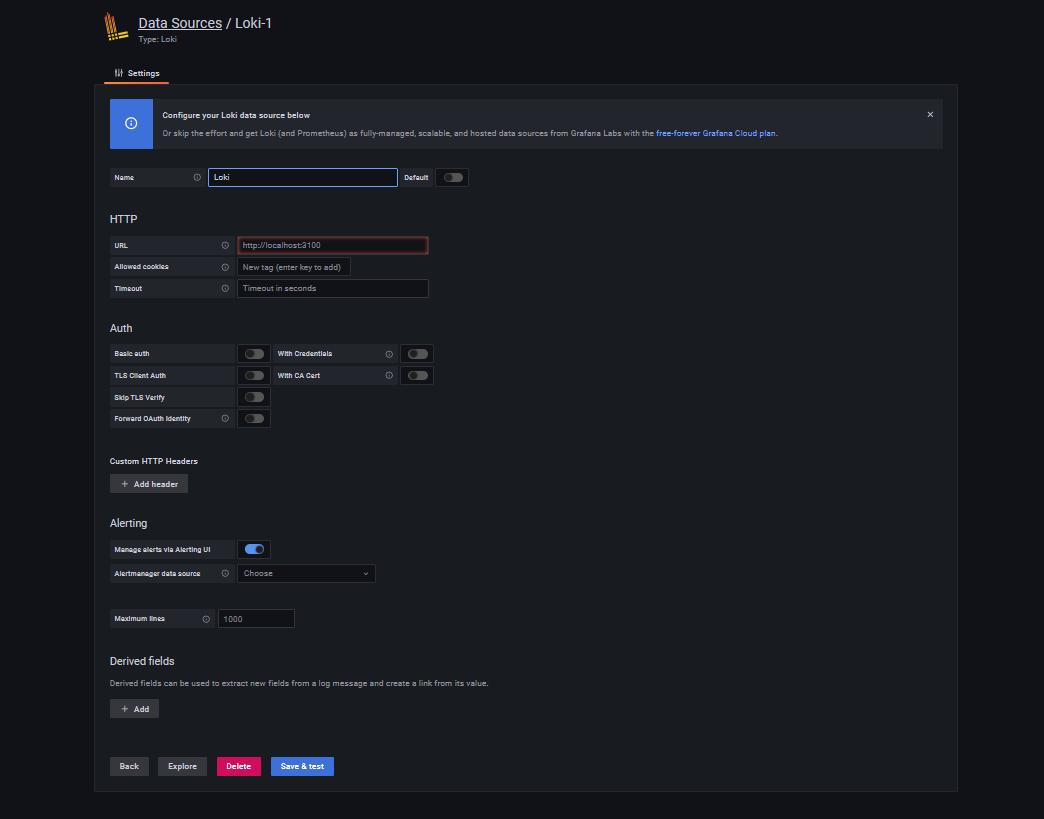 Data Sources / Loki-1
Type: Loki
Settings
Configure your Loki data source below
Or skip the effort and get Loki (and Prometheus) as fully-managed, scalable, and hosted data sources from Grafana Labs with the free-forever Grafana Cloud plan.
Name Loki Default
HTTP
URL http://localhost:3100
Allowed cookies New tag (enter key to add)
Timeout Timeout in seconds
Auth
Basic auth With Credentials
TLS Client Auth With CA Cert
Skip TLS Verify
Forward OAuth Identity
Custom HTTP Headers
Add header
Alerting
Manage alerts via Alerting UI
Alertmanager data source Choose
Maximum lines 1000
Derived fields
Derived fields can be used to extract new fields from a log message and create a link from its value.
Add
Back Explore Delete Save & test